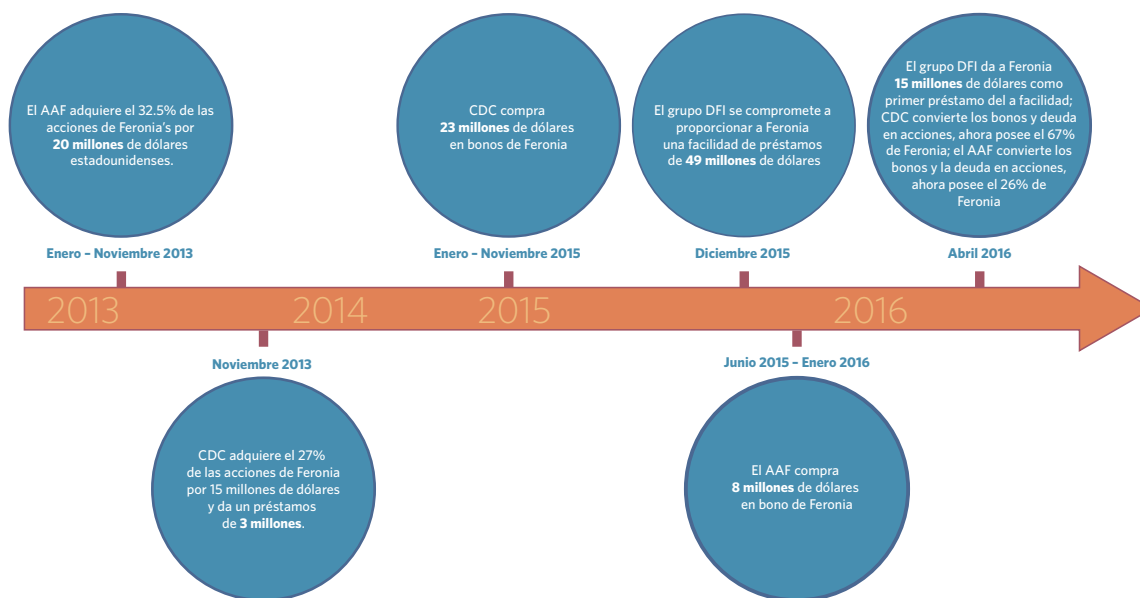 El AAF adquiere el 32.5% de las
acciones de Feronia's por
20 millones de dólares
estadounidenses.
Enero – Noviembre 2013
CDC compra
23 millones de dólares
en bonos de Feronia
Enero – Noviembre 2015
El grupo DFI se compromete a
proporcionar a Feronia
una facilidad de préstamos
de 49 millones de dólares
Diciembre 2015
El grupo DFI da a Feronia
15 millones de dólares como
primer préstamo del a facilidad;
CDC convierte los bonos y deuda
en acciones, ahora posee el 67%
de Feronia; el AAF convierte los
bonos y la deuda en acciones,
ahora posee el 26% de
Feronia
Abril 2016
2013
2014
2015
2016
Noviembre 2013
CDC adquiere el 27%
de las acciones de Feronia
por 15 millones de dólares
y da un préstamos
de 3 millones.
Junio 2015 – Enero 2016
El AAF compra
8 millones de dólares
en bono de Feronia